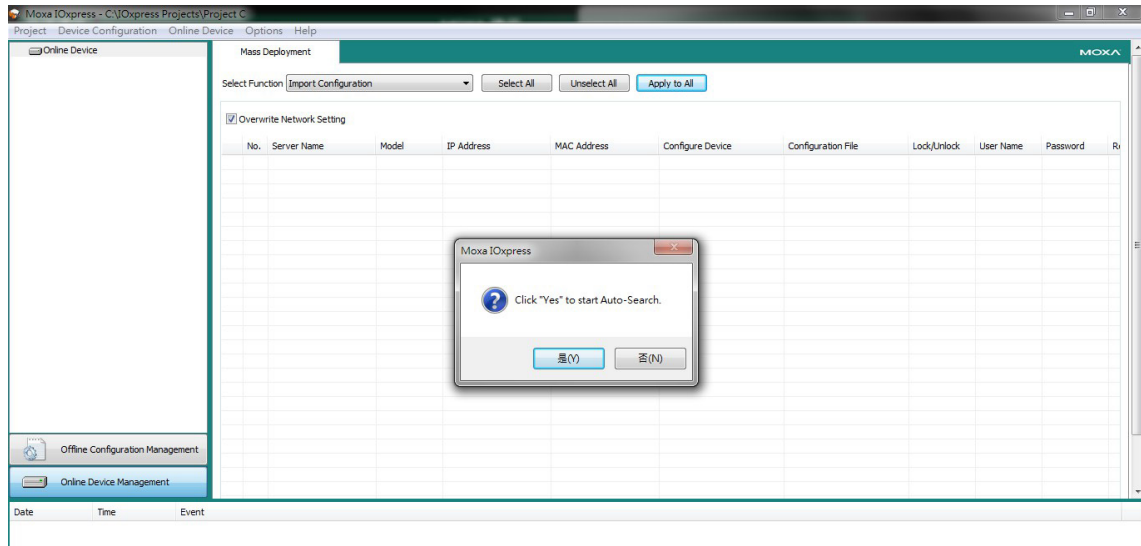 Moxa IOxpress - C:\IOxpress Projects\Project C
Project Device Configuration Online Device Options Help
Online Device
Mass Deployment
MOXA
Select Function Import Configuration Select All Unselect All Apply to All
Overwrite Network Setting
No. Server Name Model IP Address MAC Address Configure Device Configuration File Lock/Unlock User Name Password
Moxa IOxpress
Click "Yes" to start Auto-Search.
是(Y) 否(N)
Offline Configuration Management
Online Device Management
Date Time Event